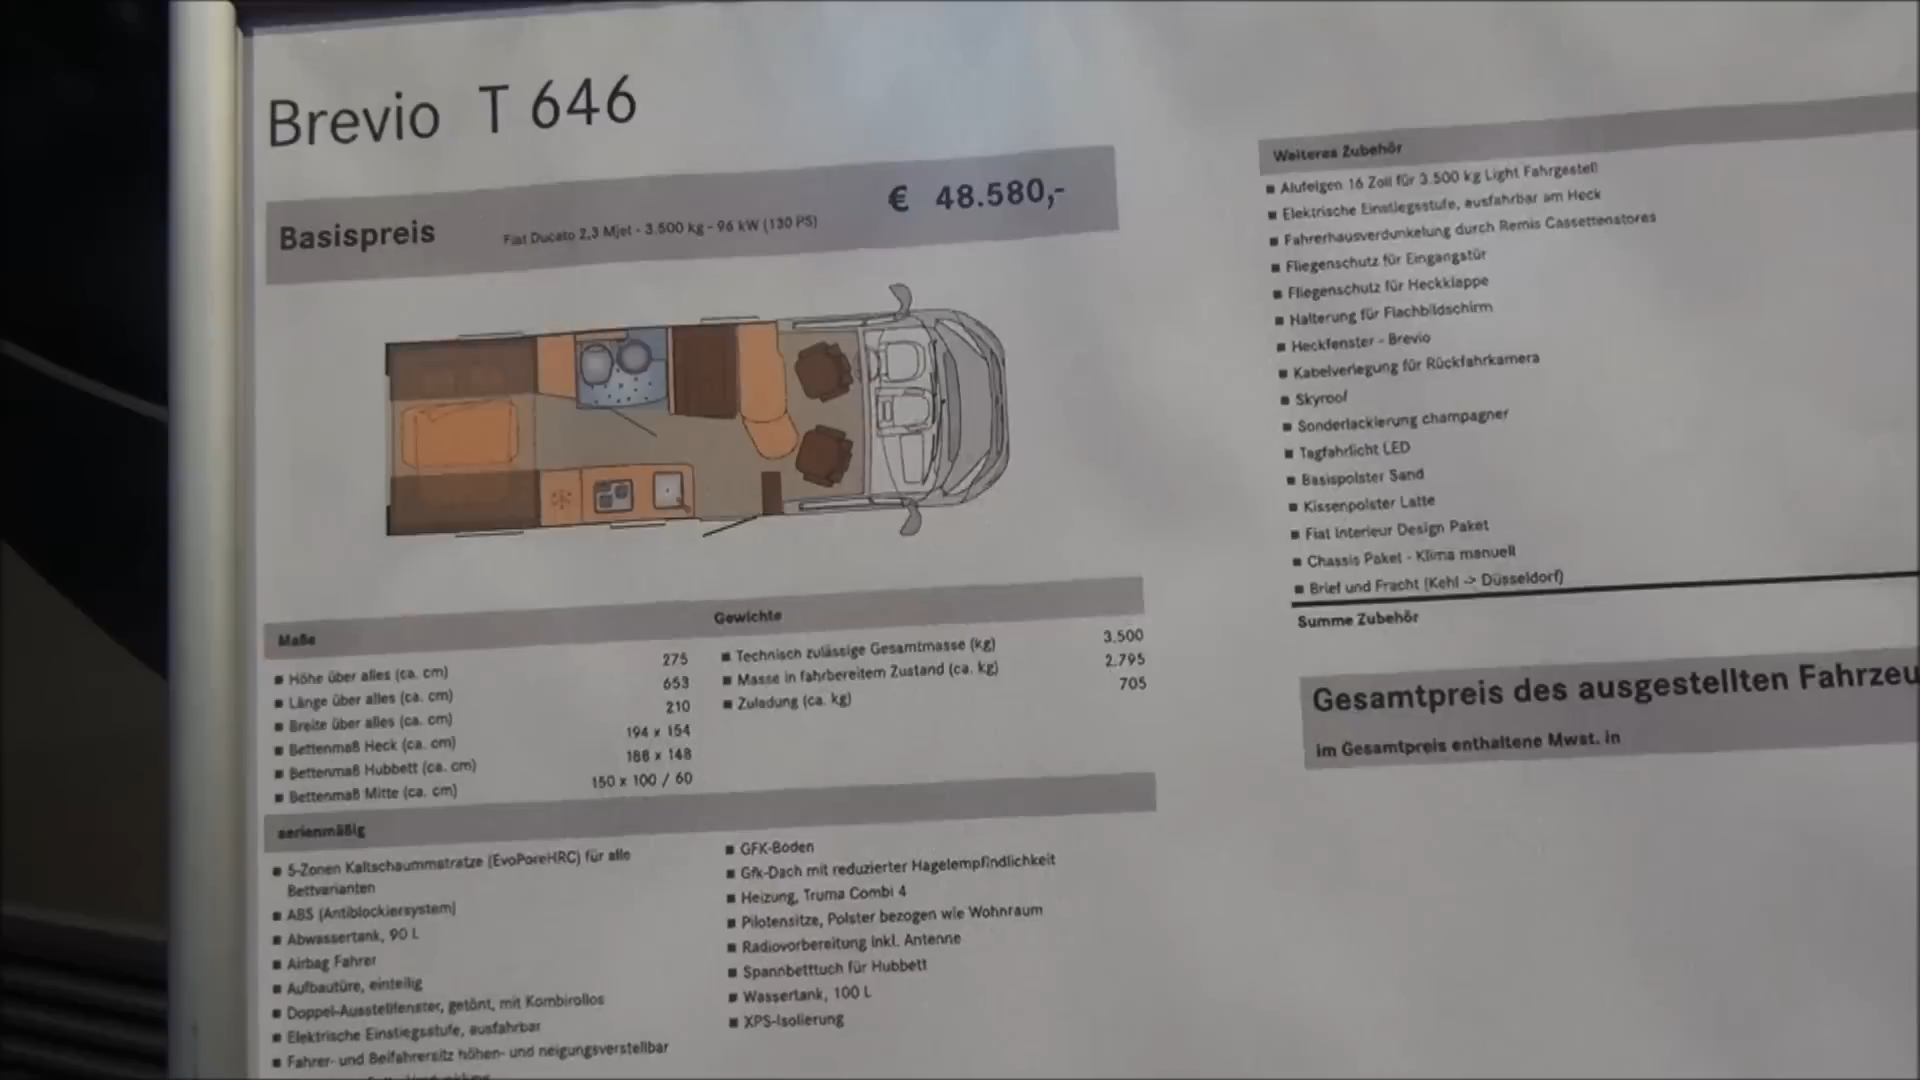 Brevio T 646
Basispreis
Fiat Ducato 2,3 Mjet - 3.500 kg - 96 kW (130 PS)
€ 48.580,-
Maße
Höhe über alles (ca. cm) 275
Länge über alles (ca. cm) 653
Breite über alles (ca. cm) 210
Bettenmaß Heck (ca. cm) 194 x 154
Bettenmaß Hubbett (ca. cm) 188 x 148
Bettenmaß Mitte (ca. cm) 150 x 100 / 60
Gewichte
Technisch zulässige Gesamtmasse (kg) 3.500
Masse in fahrbereitem Zustand (ca. kg) 2.795
Zuladung (ca. kg) 705
serienmäßig
5-Zonen Kaltschaummatratze (EvoPoreHRC) für alle
Bettvarianten
ABS (Antiblockiersystem)
Abwassertank, 90 L
Airbag Fahrer
Aufbautüre, einteilig
Doppel-Ausstellfenster, getönt, mit Kombirollos
Elektrische Einstiegsstufe, ausfahrbar
Fahrer- und Beifahrersitz höhen- und neigungsverstellbar
GFK-Boden
Gfk-Dach mit reduzierter Hagelempfindlichkeit
Heizung, Truma Combi 4
Pilotensitze, Polster bezogen wie Wohnraum
Radiovorbereitung inkl. Antenne
Spannbetttuch für Hubbett
Wassertank, 100 L
XPS-Isolierung
Weiteres Zubehör
Alufelgen 16 Zoll für 3.500 kg Light Fahrgestell
Elektrische Einstiegsstufe, ausfahrbar am Heck
Fahrerhausverdunkelung durch Remis Cassettenstores
Fliegenschutz für Eingangstür
Fliegenschutz für Heckklappe
Halterung für Flachbildschirm
Heckfenster - Brevio
Kabelverlegung für Rückfahrkamera
Skyroof
Sonderlackierung champagner
Tagfahrlicht LED
Basispolster Sand
Kissenpolster Latte
Fiat Interieur Design Paket
Chassis Paket - Klima manuell
Brief und Fracht (Kehl -> Düsseldorf)
Summe Zubehör
Gesamtpreis des ausgestellten Fahrzeu
im Gesamtpreis enthaltene Mwst. in